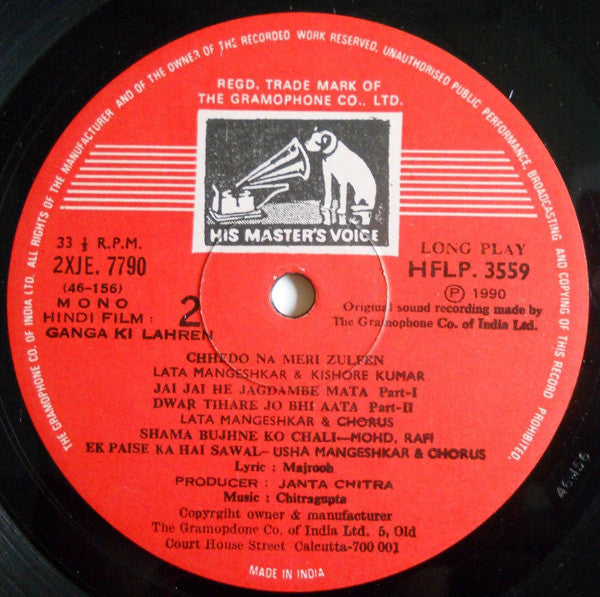 THE GRAMOPHONE CO. OF INDIA LTD. ALL RIGHTS OF THE MANUFACTURER AND OF THE OWNER OF THE RECORDED WORK RESERVED. UNAUTHORISED PUBLIC PERFORMANCE, BROADCASTING AND COPYING OF THIS RECORD PROHIBITED.
REGD. TRADE MARK OF
THE GRAMOPHONE CO., LTD.
HIS MASTER'S VOICE
33 ⅓ R.P.M.
2XJE. 7790
(46-156)
MONO
HINDI FILM :
GANGA KI LAHREN
2
LONG PLAY
HFLP. 3559
Ⓟ 1990
Original sound recording made by
The Gramophone Co. of India Ltd.
CHHEDO NA MERI ZULFEN
LATA MANGESHKAR & KISHORE KUMAR
JAI JAI HE JAGDAMBE MATA Part-I
DWAR TIHARE JO BHI AATA Part-II
LATA MANGESHKAR & CHORUS
SHAMA BUJHNE KO CHALI—MOHD. RAFI
EK PAISE KA HAI SAWAL—USHA MANGESHKAR & CHORUS
Lyric : Majrooh
PRODUCER : JANTA CHITRA
Music : Chitragupta
Copyrgiht owner & manufacturer
The Gramopdone Co. of India Ltd. 5, Old
Court House Street Calcutta-700 001
MADE IN INDIA